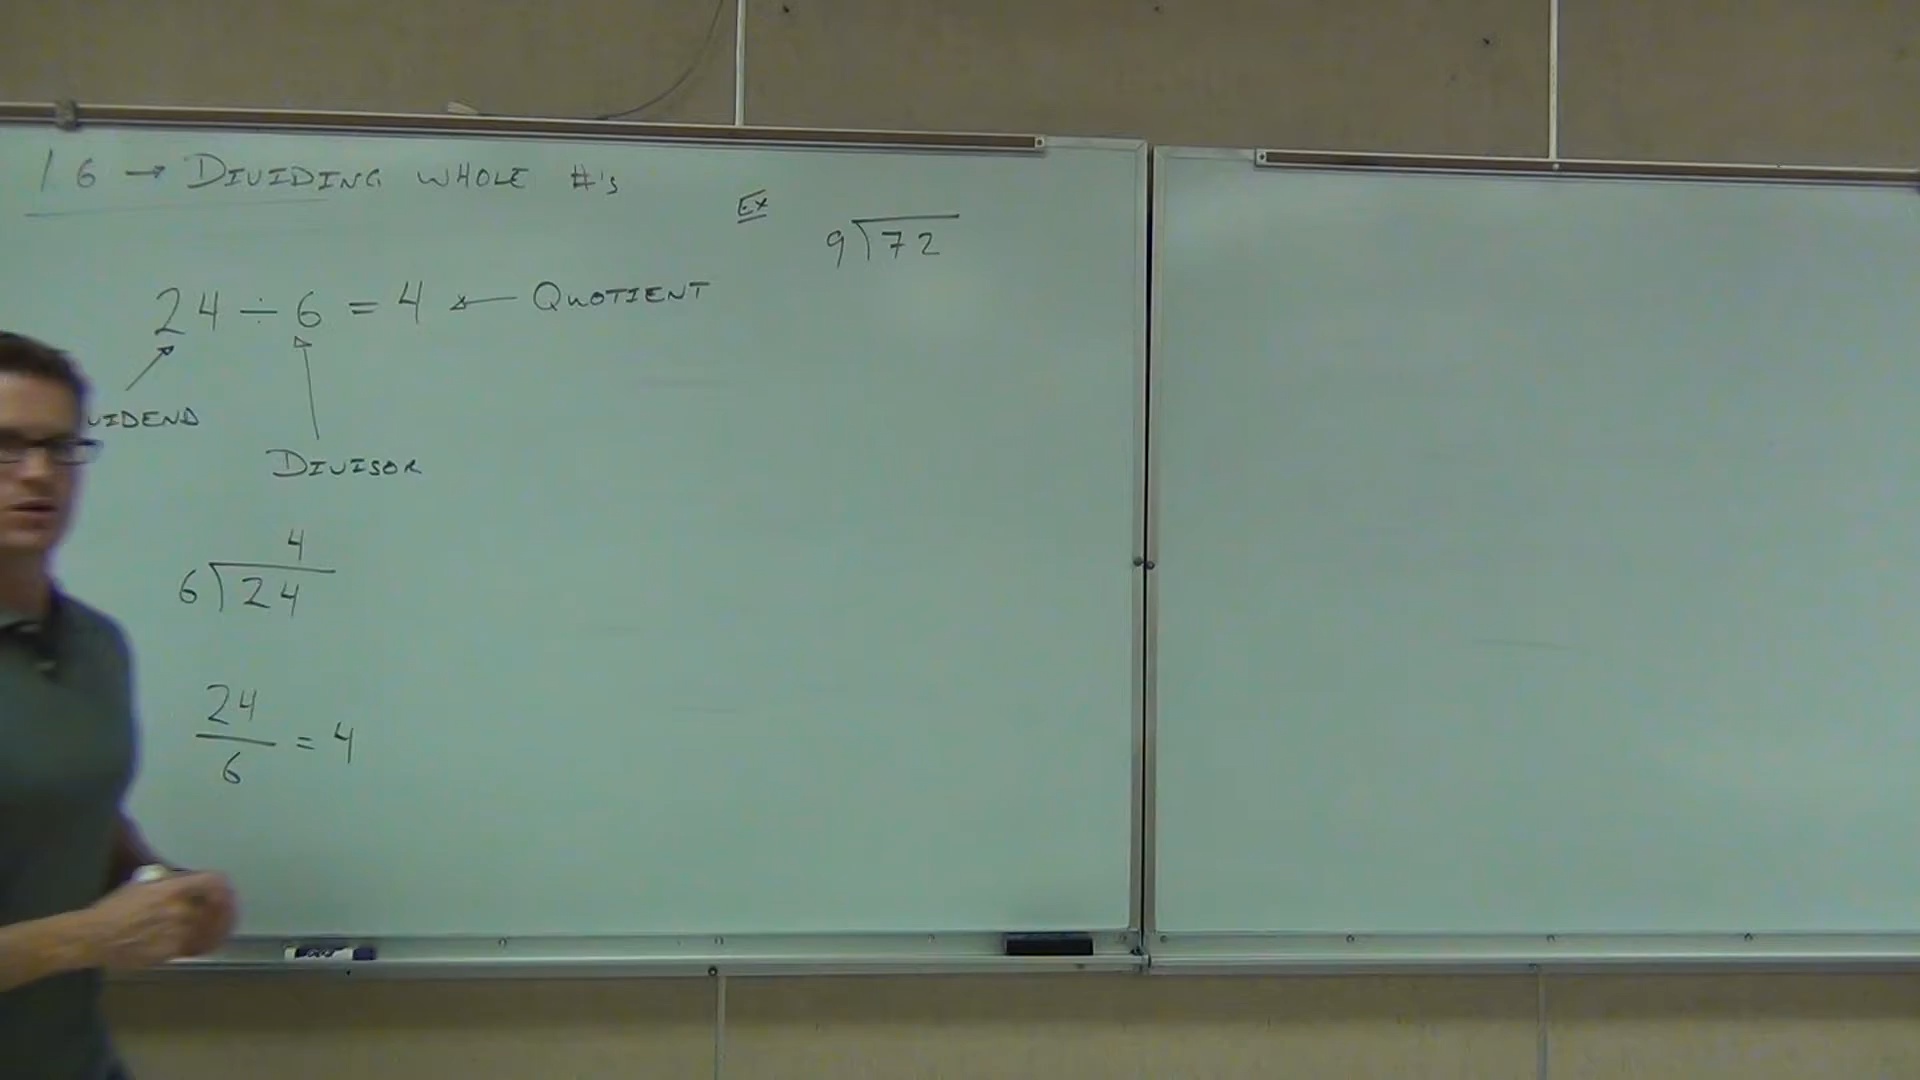 1 6 → DIVIDING WHOLE #'s
24 ÷ 6 = 4 ← QUOTIENT
VIDEND
DIVISOR
4
6 24
24
6 = 4
Ex
9 72